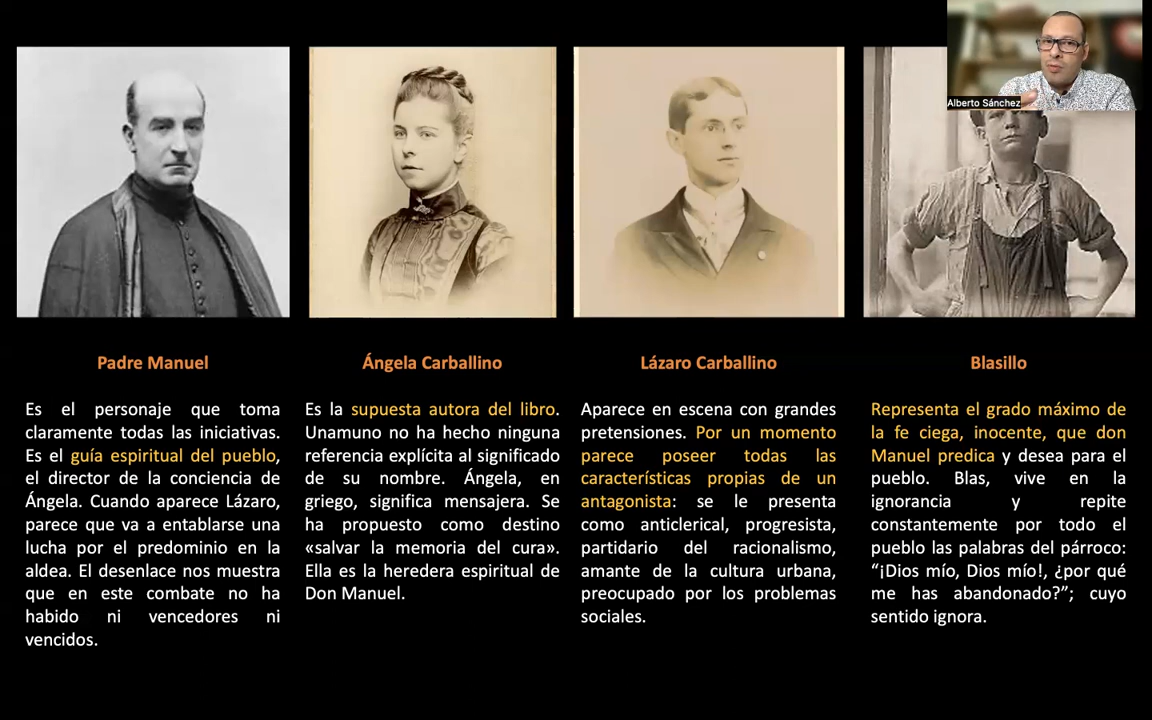 Alberto Sánchez
Padre Manuel
Es el personaje que toma
claramente todas las iniciativas.
Es el guía espiritual del pueblo,
el director de la conciencia de
Ángela. Cuando aparece Lázaro,
parece que va a entablarse una
lucha por el predominio en la
aldea. El desenlace nos muestra
que en este combate no ha
habido ni vencedores ni
vencidos.
Ángela Carballino
Es la supuesta autora del libro.
Unamuno no ha hecho ninguna
referencia explícita al significado
de su nombre. Ángela, en
griego, significa mensajera. Se
ha propuesto como destino
«salvar la memoria del cura».
Ella es la heredera espiritual de
Don Manuel.
Lázaro Carballino
Aparece en escena con grandes
pretensiones. Por un momento
parece poseer todas las
características propias de un
antagonista: se le presenta
como anticlerical, progresista,
partidario del racionalismo,
amante de la cultura urbana,
preocupado por los problemas
sociales.
Blasillo
Representa el grado máximo de
la fe ciega, inocente, que don
Manuel predica y desea para el
pueblo. Blas, vive en la
ignorancia y repite
constantemente por todo el
pueblo las palabras del párroco:
“¡Dios mío, Dios mío!, ¿por qué
me has abandonado?”; cuyo
sentido ignora.